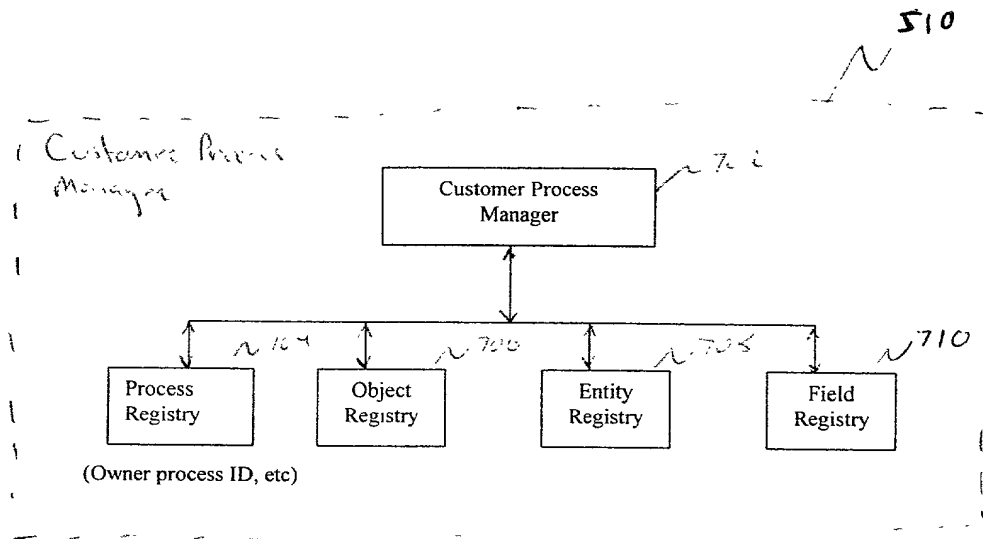 510
Customer Process
Manager
Customer Process
Manager
710
Process
Registry
Object
Registry
Entity
Registry
Field
Registry
(Owner process ID, etc)